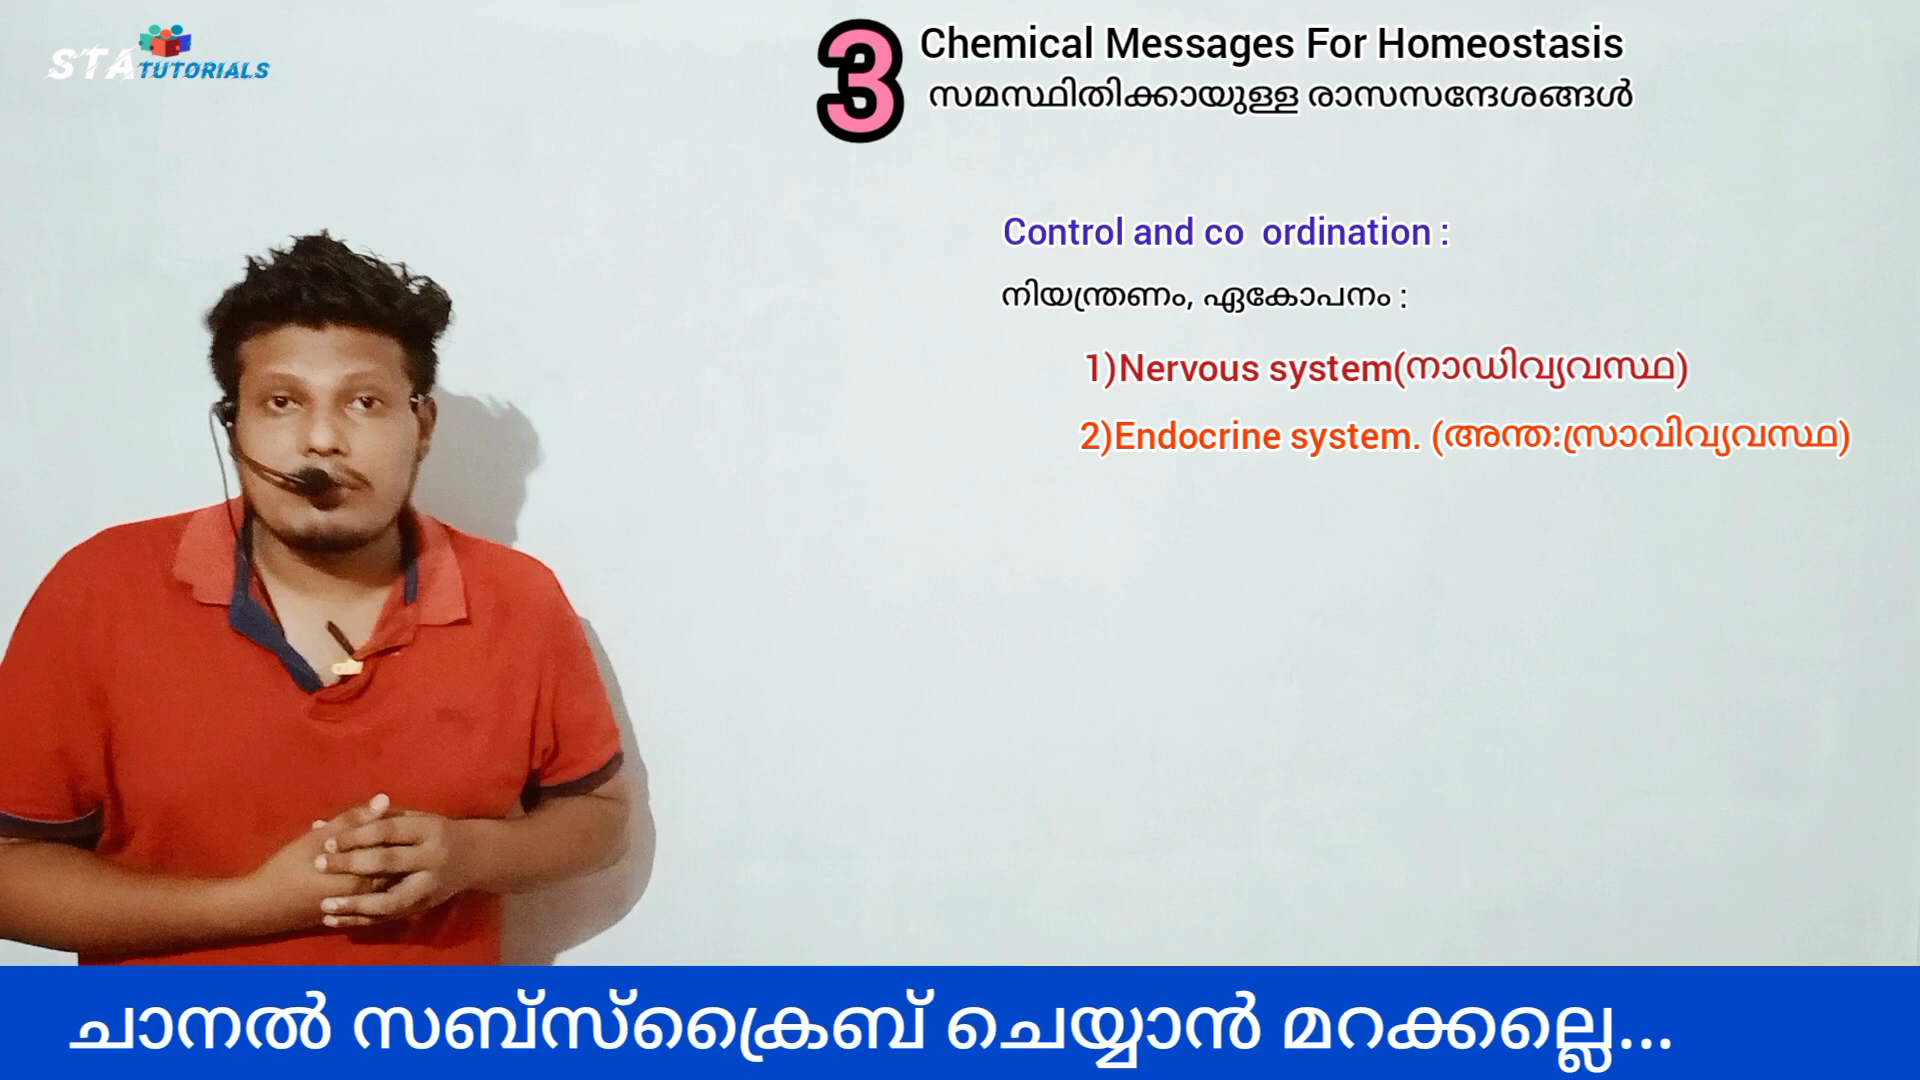 STA
TUTORIALS
3
Chemical Messages For Homeostasis
സമസ്ഥിതിക്കായുള്ള രാസസന്ദേശങ്ങൾ
Control and co ordination :
നിയന്ത്രണം, ഏകോപനം :
1)Nervous system(നാഡിവ്യവസ്ഥ)
2)Endocrine system. (അന്ത:സ്രാവിവ്യവസ്ഥ)
ചാനൽ സബ്സ്ക്രൈബ് ചെയ്യാൻ മറക്കല്ലെ...